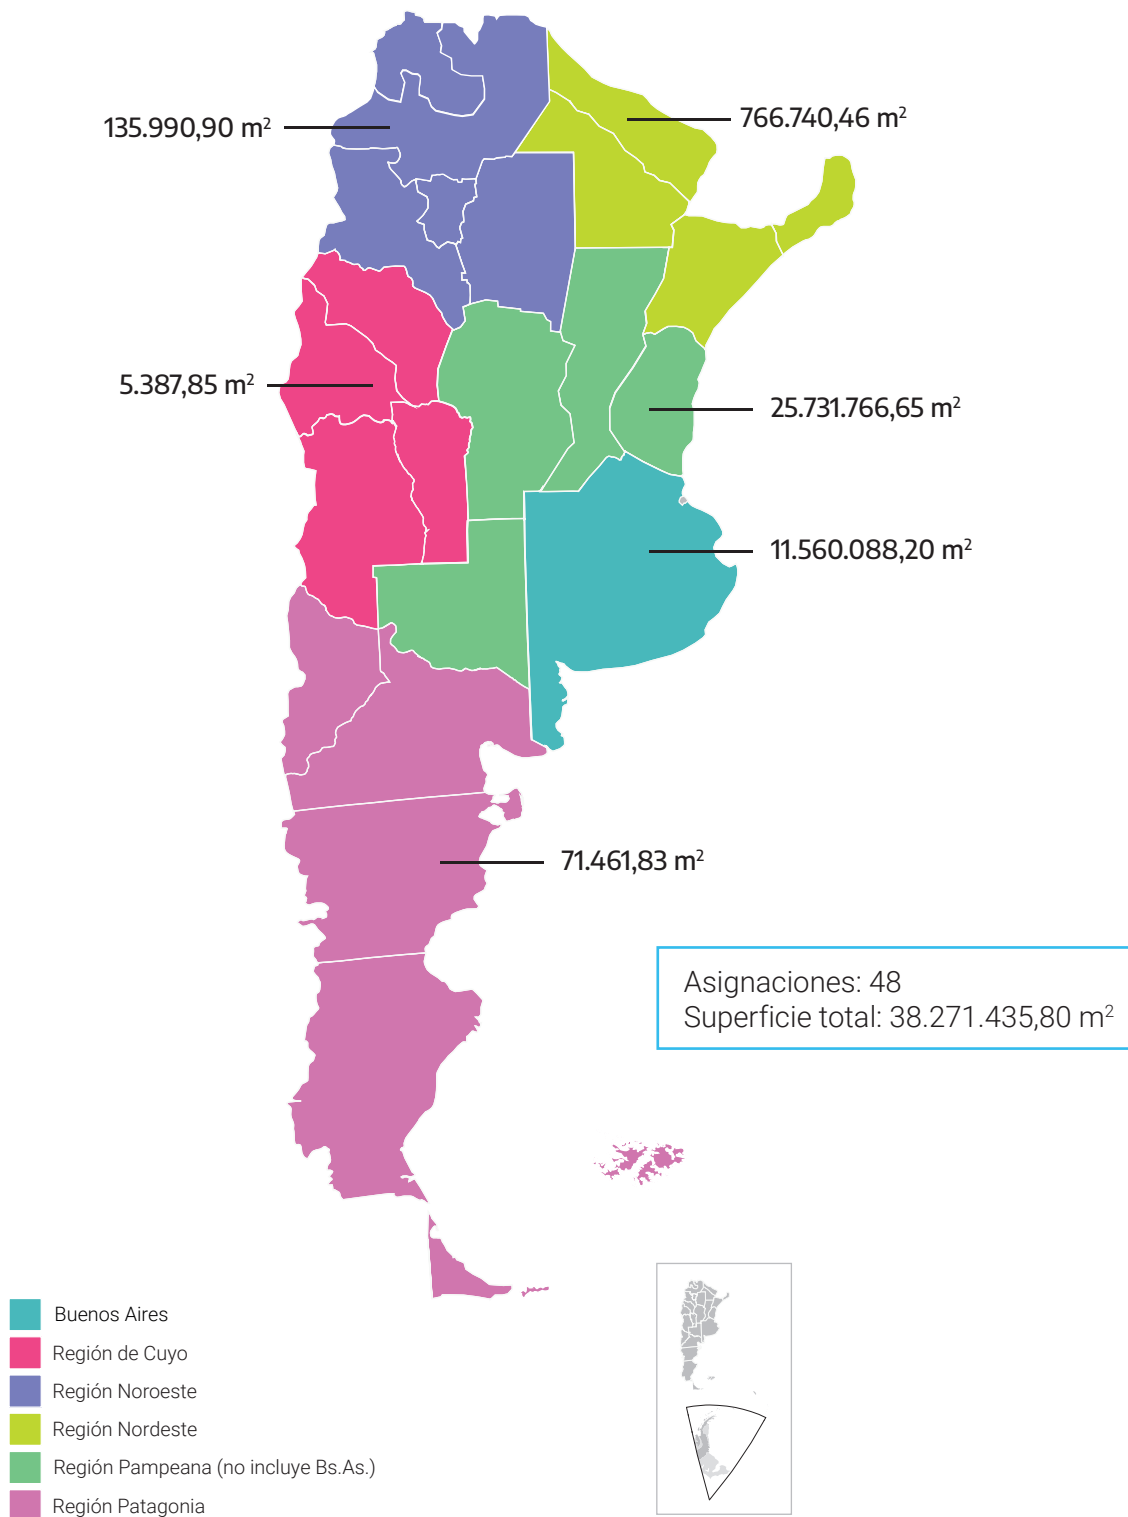 135.990,90 m²
766.740,46 m²
5.387,85 m²
25.731.766,65 m²
11.560.088,20 m²
71.461,83 m²
Asignaciones: 48
Superficie total: 38.271.435,80 m²
Buenos Aires
Región de Cuyo
Región Noroeste
Región Nordeste
Región Pampeana (no incluye Bs.As.)
Región Patagonia